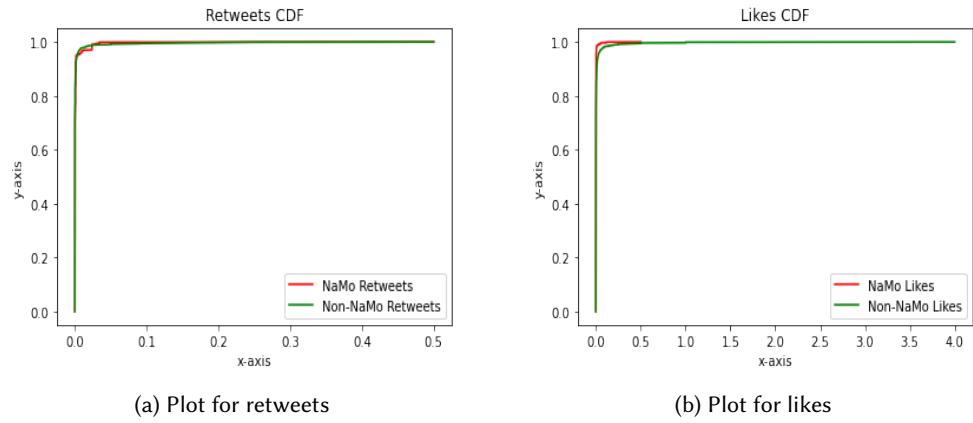 Retweets CDF
1.0
0.8
0.6
0.4
0.2
0.0
y-axis
NaMo Retweets
Non-NaMo Retweets
0.0 0.1 0.2 0.3 0.4 0.5
x-axis
(a) Plot for retweets
Likes CDF
1.0
0.8
0.6
0.4
0.2
0.0
y-axis
NaMo Likes
Non-NaMo Likes
0.0 0.5 1.0 1.5 2.0 2.5 3.0 3.5 4.0
x-axis
(b) Plot for likes